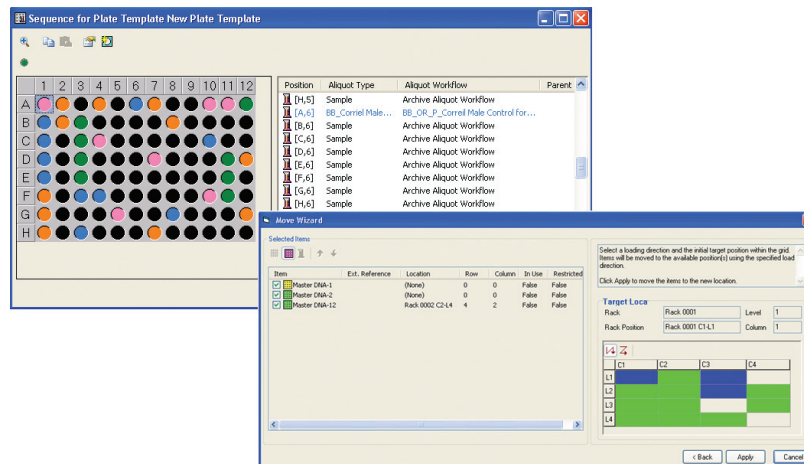 Sequence for Plate Template New Plate Template
1 2 3 4 5 6 7 8 9 10 11 12
A
B
C
D
E
F
G
H
Position Aliquot Type Aliquot Workflow Parent
[H,5] Sample Archive Aliquot Workflow
[A,6] BB_Corriel Male... BB_OR_P_Correil Male Control for...
[B,6] Sample Archive Aliquot Workflow
[C,6] Sample Archive Aliquot Workflow
[D,6] Sample Archive Aliquot Workflow
[E,6] Sample Archive Aliquot Workflow
[F,6] Sample Archive Aliquot Workflow
[G,6] Sample Archive Aliquot Workflow
[H,6] Sample Archive Aliquot Workflow
Move Wizard
Selected Items
Item Ext. Reference Location Row Column In Use Restricted
Master DNA-1 (None) 0 0 False False
Master DNA-2 (None) 0 0 False False
Master DNA-12 Rack 0002 C2-L4 4 2 False False
Select a loading direction and the initial target position within the grid.
Items will be moved to the available position(s) using the specified load
direction.
Click Apply to move the items to the new location.
Target Loca
Rack Rack 0001 Level 1
Rack Position Rack 0001 C1-L1 Column 1
C1 C2 C3 C4
L1
L2
L3
L4
< Back Apply Cancel